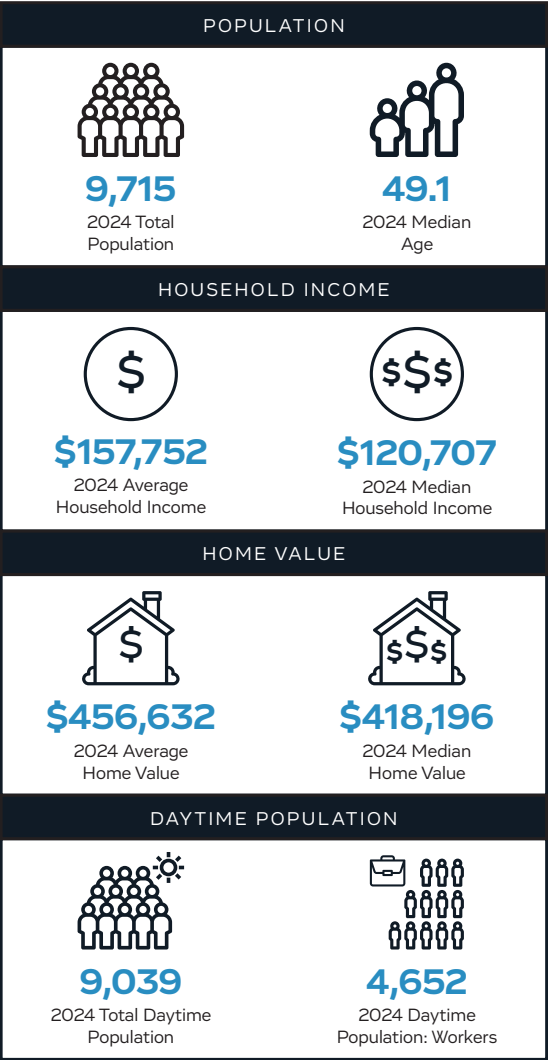 POPULATION
9,715
2024 Total
Population
49.1
2024 Median
Age
HOUSEHOLD INCOME
$
$157,752
2024 Average
Household Income
$$$
$120,707
2024 Median
Household Income
HOME VALUE
$
$456,632
2024 Average
Home Value
$$$
$418,196
2024 Median
Home Value
DAYTIME POPULATION
9,039
2024 Total Daytime
Population
4,652
2024 Daytime
Population: Workers